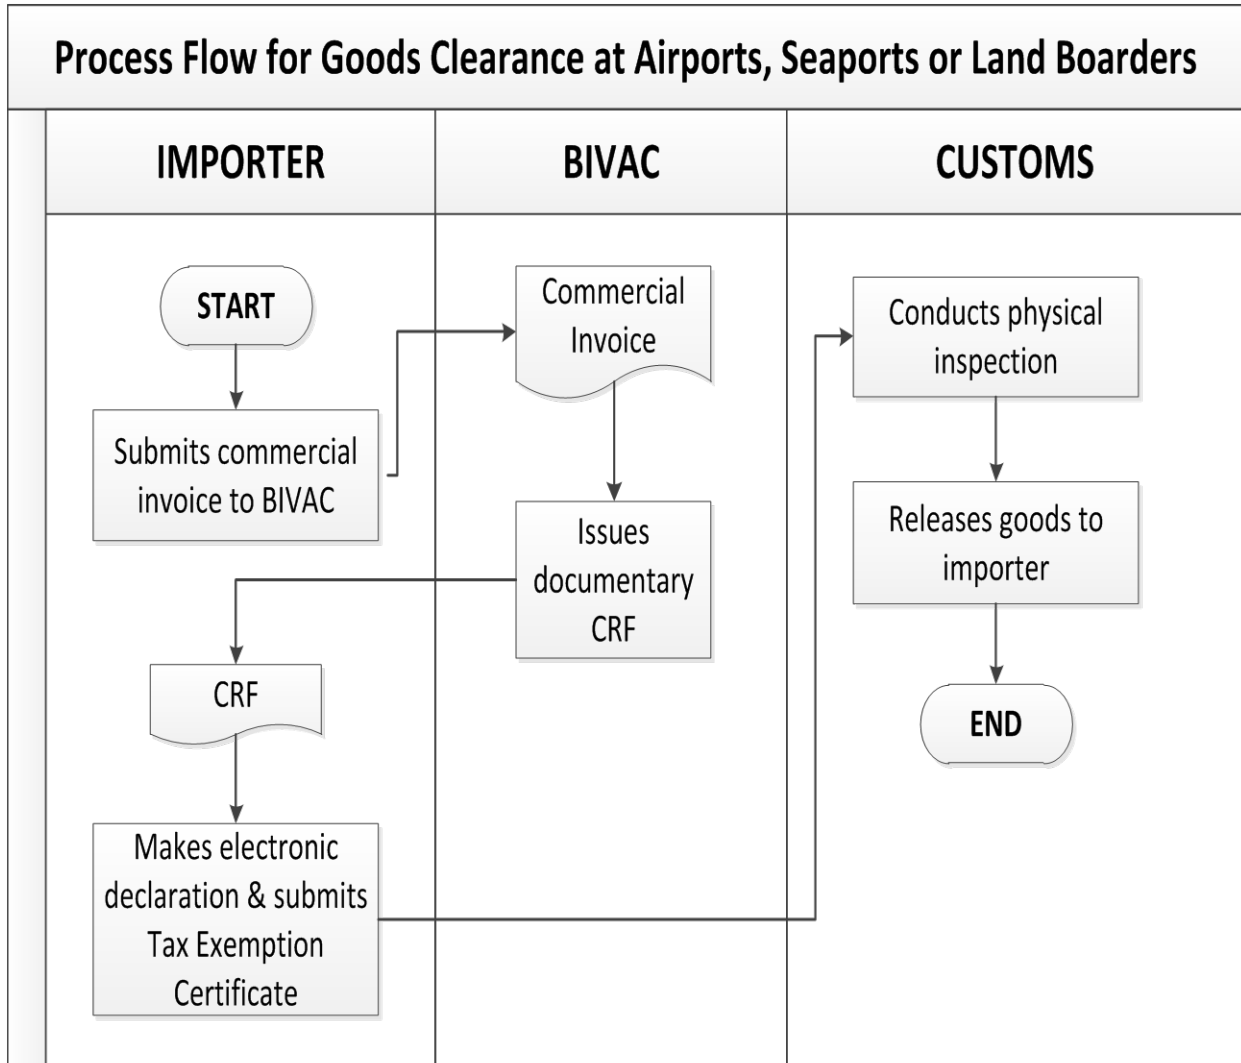 Process Flow for Goods Clearance at Airports, Seaports or Land Boarders
IMPORTER
BIVAC
CUSTOMS
START
Submits commercial
invoice to BIVAC
Commercial
Invoice
Issues
documentary
CRF
CRF
Makes electronic
declaration & submits
Tax Exemption
Certificate
Conducts physical
inspection
Releases goods to
importer
END